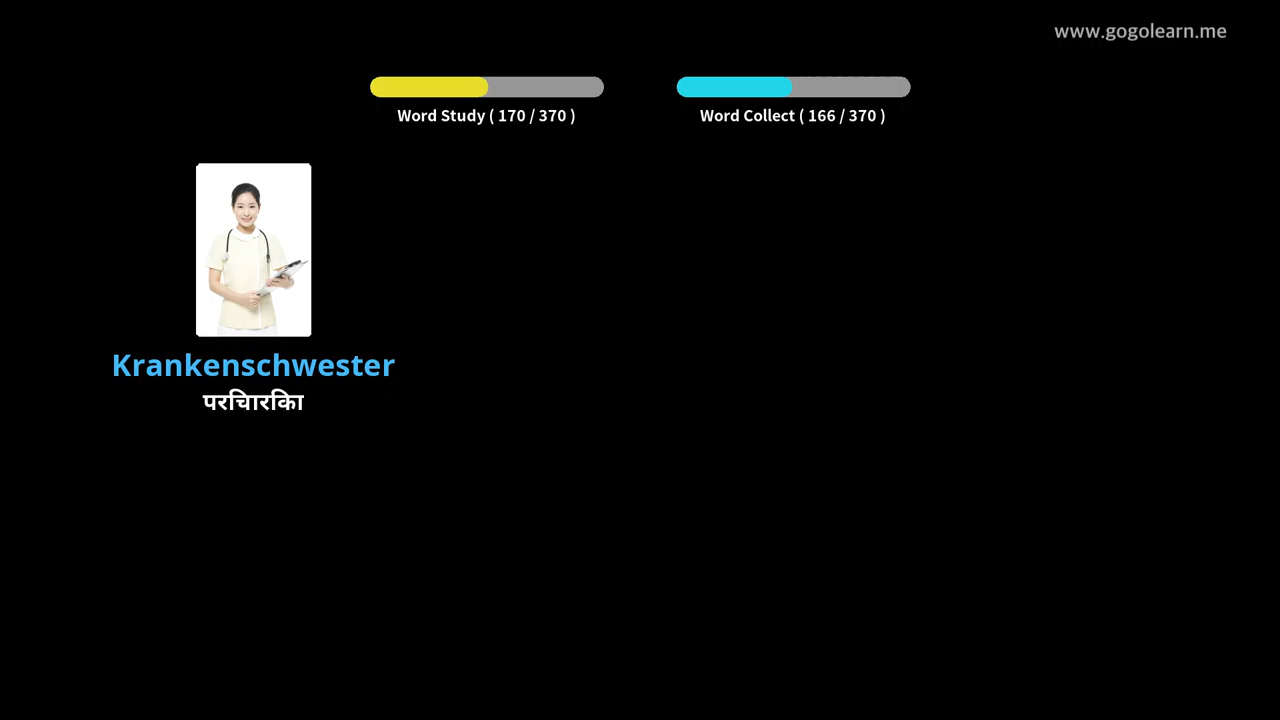 www.gogolearn.me
Word Study ( 170 / 370 )
Word Collect ( 166 / 370 )
Krankenschwester
परिचारिका